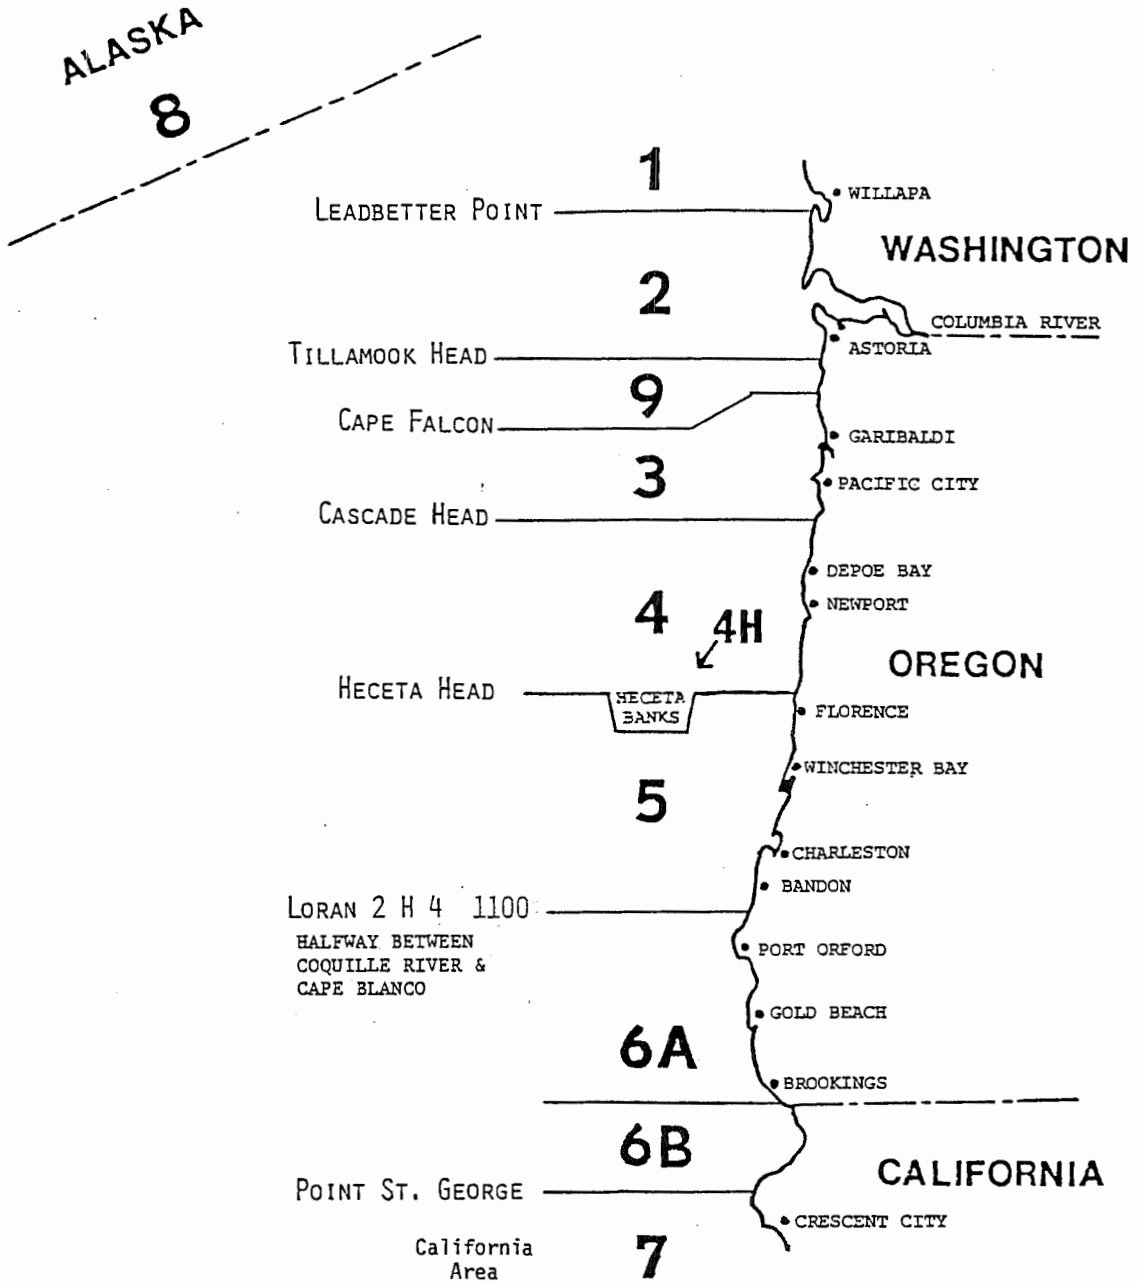 ALASKA
8
1
WILLAPA
LEADBETTER POINT
WASHINGTON
2
COLUMBIA RIVER
ASTORIA
TILLAMOOK HEAD
9
CAPE FALCON
GARIBALDI
3
PACIFIC CITY
CASCADE HEAD
DEPOE BAY
NEWPORT
4
4H
OREGON
HECETA HEAD
HECETA
BANKS
FLORENCE
WINCHESTER BAY
5
CHARLESTON
BANDON
LORAN 2 H 4 1100
HALFWAY BETWEEN
COQUILLE RIVER &
CAPE BLANCO
PORT ORFORD
GOLD BEACH
6A
BROOKINGS
6B
CALIFORNIA
POINT ST. GEORGE
CRESCENT CITY
California
Area
7